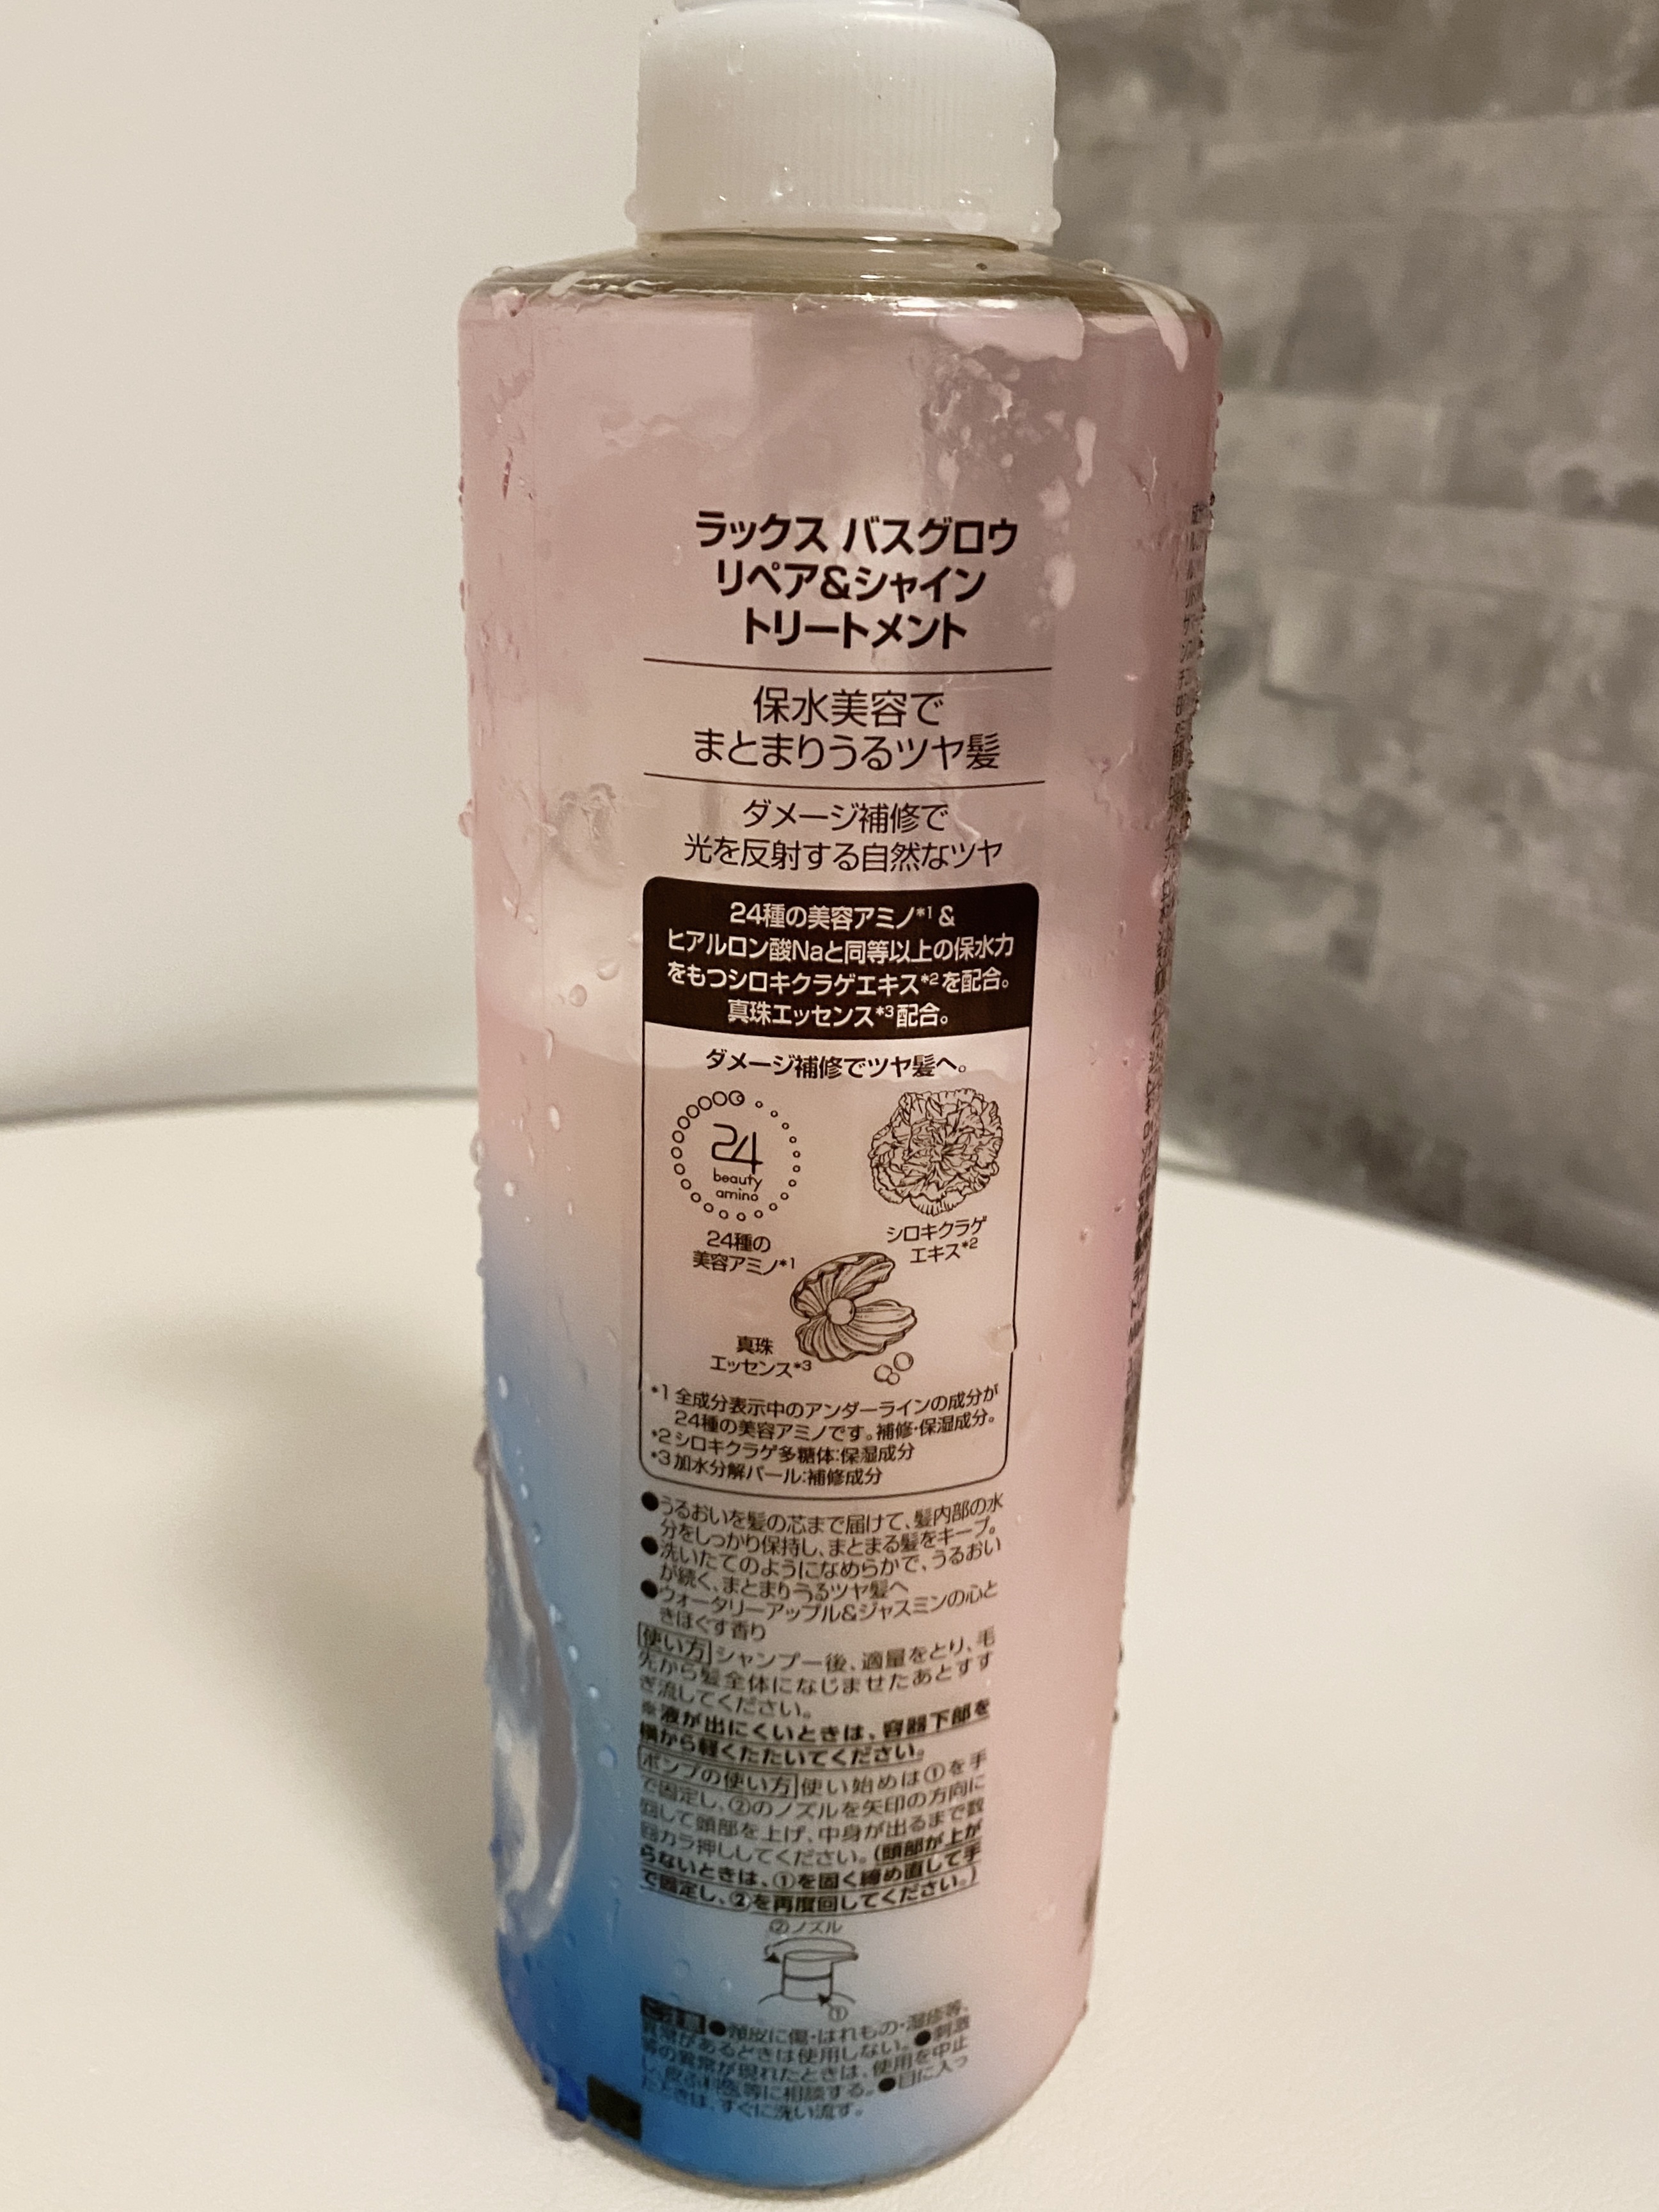 ラックス バスグロウ
リペア&シャイン
トリートメント
保水美容で
まとまりうるツヤ髪
ダメージ補修で
光を反射する自然なツヤ
24種の美容アミノ*1&
ヒアルロン酸Naと同等以上の保水力
をもつシロキクラゲエキス*2を配合。
真珠エッセンス*3配合。
ダメージ補修でツヤ髪へ。
24
beauty
amino
24種の
美容アミノ*1
シロキクラゲ
エキス*2
真珠
エッセンス*3
*1 全成分表示中のアンダーラインの成分が
24種の美容アミノです。補修・保湿成分。
*2 シロキクラゲ多糖体:保湿成分
*3 加水分解パール:補修成分
●うるおいを髪の芯まで届けて、髪内部の水
分をしっかり保持し、まとまる髪をキープ。
●洗いたてのようになめらかで、うるおい
が続く、まとまりうるツヤ髪へ
●ウォータリーアップル&ジャスミンの心と
きほぐす香り
使い方 シャンプー後、適量をとり、毛
先から髪全体になじませたあとすす
ぎ流してください。
※液が出にくいときは、容器下部を
横から軽くたたいてください。
ポンプの使い方 使い始めは①を手
で固定し、②のノズルを矢印の方向に
回して頭部を上げ、中身が出るまで数
回カラ押ししてください。(頭部が上が
らないときは、①を固く締め直して手
で固定し、②を再度回してください。)
②ノズル
①
ご注意 ●頭皮に傷・はれもの・湿疹等、
異常があるときは使用しない。●刺激
等の異常が現れたときは、使用を中止
し、皮ふ科医等に相談する。●目に入っ
たときは、すぐに洗い流す。